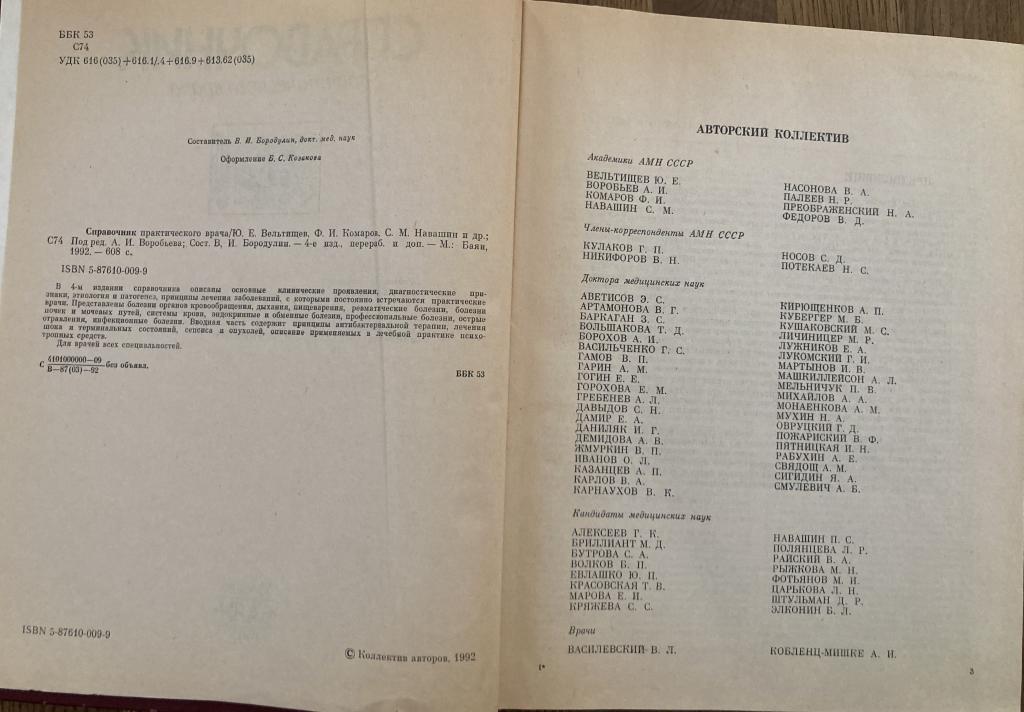 ББК 53
С74
УДК 616(035)+616.1/.4+616.9+613.62(035)
Составитель В. И. Бородулин, докт. мед. наук
Оформление Б. С. Казакова
Справочник практического врача/Ю. Е. Вельтищев, Ф. И. Комаров, С. М. Навашин и др.;
С74 Под ред. А. И. Воробьева; Сост. В. И. Бородулин. — 4-е изд., перераб. и доп. — М.: Баян,
1992. — 608 с.
ISBN 5-87610-009-9
В 4-м издании справочника описаны основные клинические проявления, диагностические при-
знаки, этиология и патогенез, принципы лечения заболеваний, с которыми постоянно встречаются практические
врачи. Представлены болезни органов кровообращения, дыхания, пищеварения, ревматические болезни, болезни
почек и мочевых путей, системы крови, эндокринные и обменные болезни, профессиональные болезни, острые
отравления, инфекционные болезни. Вводная часть содержит принципы антибактериальной терапии, лечения
шока и терминальных состояний, сепсиса и опухолей, описание применяемых в лечебной практике психо-
тропных средств.
Для врачей всех специальностей.
С 4101000000—09
В—87(03)—92 без объявл.
ББК 53
ISBN 5-87610-009-9
© Коллектив авторов, 1992
АВТОРСКИЙ КОЛЛЕКТИВ
Академики АМН СССР
ВЕЛЬТИЩЕВ Ю. Е.
ВОРОБЬЕВ А. И.
КОМАРОВ Ф. И.
НАВАШИН С. М.
НАСОНОВА В. А.
ПАЛЕЕВ Н. Р.
ПРЕОБРАЖЕНСКИЙ Н. А.
ФЕДОРОВ В. Д.
Члены-корреспонденты АМН СССР
КУЛАКОВ Г. П.
НИКИФОРОВ В. Н.
НОСОВ С. Д.
ПОТЕКАЕВ Н. С.
Доктора медицинских наук
АВЕТИСОВ Э. С.
АРТАМОНОВА В. Г.
БАРКАГАН З. С.
БОЛЬШАКОВА Т. Д.
БОРОХОВ А. И.
ВАСИЛЬЧЕНКО Г. С.
ГАМОВ В. П.
ГАРИН А. М.
ГОГИН Е. Е.
ГОРОХОВА Е. М.
ГРЕБЕНЕВ А. Л.
ДАВЫДОВ С. Н.
ДАМИР Е. А.
ДАНИЛЯК И. Г.
ДЕМИДОВА А. В.
ЖМУРКИН В. П.
ИВАНОВ О. Л.
КАЗАНЦЕВ А. П.
КАРЛОВ В. А.
КАРНАУХОВ В. К.
КИРЮЩЕНКОВ А. П.
КУБЕРГЕР М. Б.
КУШАКОВСКИЙ М. С.
ЛИЧИНИЦЕР М. Р.
ЛУЖНИКОВ Е. А.
ЛУКОМСКИЙ Г. И.
МАРТЫНОВ И. В.
МАШКИЛЛЕЙСОН А. Л.
МЕЛЬНИЧУК П. В.
МИХАЙЛОВ А. А.
МОНАЕНКОВА А. М.
МУХИН Н. А.
ОВРУЦКИЙ Г. Д.
ПОЖАРИСКИЙ В. Ф.
ПЯТНИЦКАЯ И. Н.
РАБУХИН А. Е.
СВЯДОЩ А. М.
СИГИДИН Я. А.
СМУЛЕВИЧ А. Б.
Кандидаты медицинских наук
АЛЕКСЕЕВ Г. К.
БРИЛЛИАНТ М. Д.
БУТРОВА С. А.
ВОЛКОВ Б. П.
ЕВЛАШКО Ю. П.
КРАСОВСКАЯ Т. В.
МАРОВА Е. И.
КРЯЖЕВА С. С.
НАВАШИН П. С.
ПОЛЯНЦЕВА Л. Р.
РАЙСКИЙ В. А.
РЫЖКОВА М. Н.
ФОТЬЯНОВ М. И.
ЦАРЬКОВА Л. Н.
ШТУЛЬМАН Д. Р.
ЭЛКОНИН Б. Л.
Врачи
ВАСИЛЕВСКИЙ В. Л.
КОБЛЕНЦ-МИШКЕ А. И.
1*
3